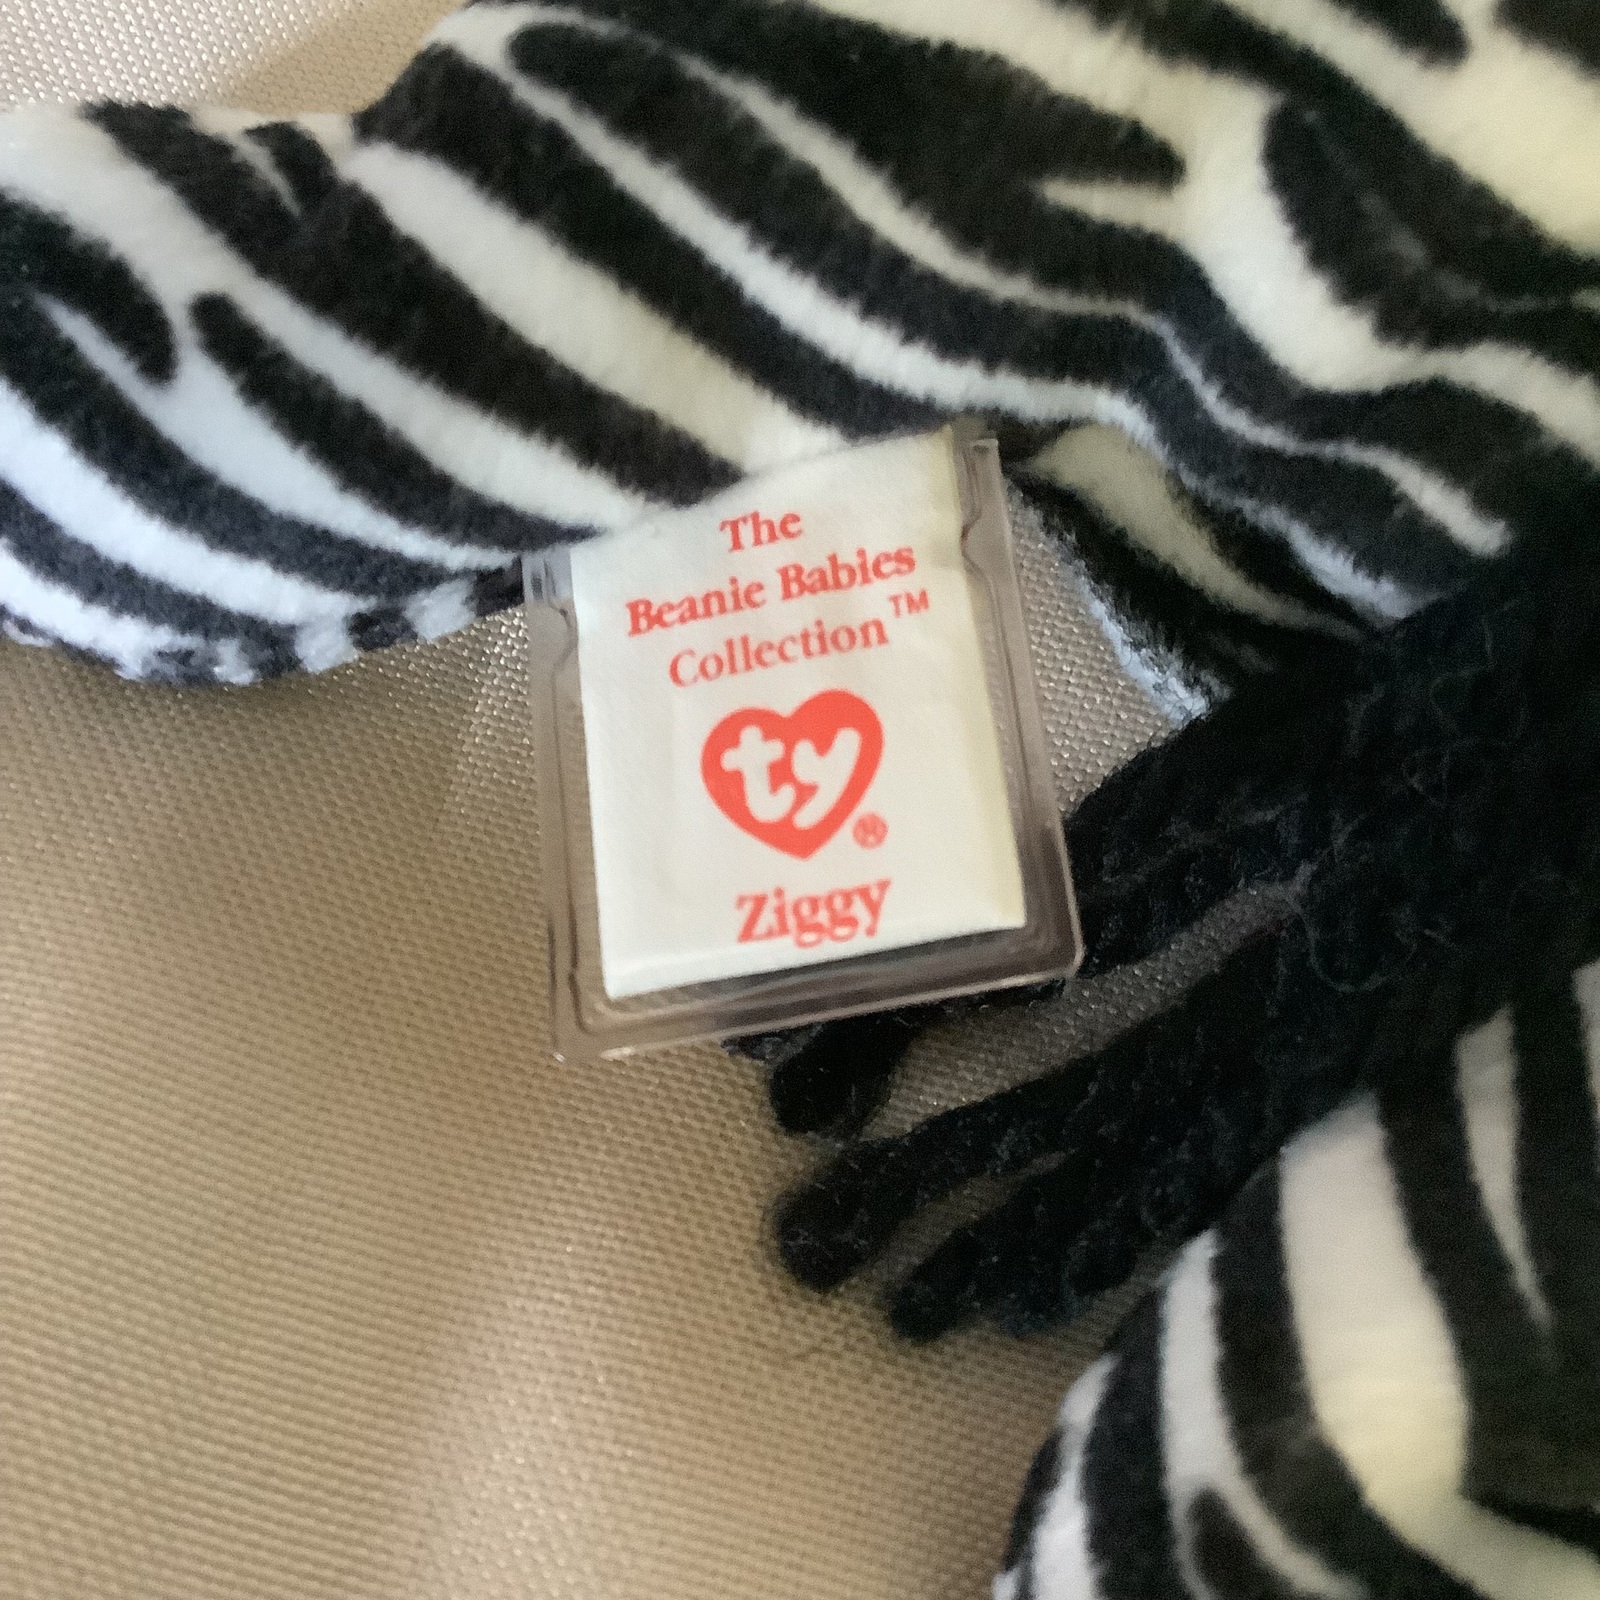 The
Beanie Babies
Collection™
ty®
Ziggy